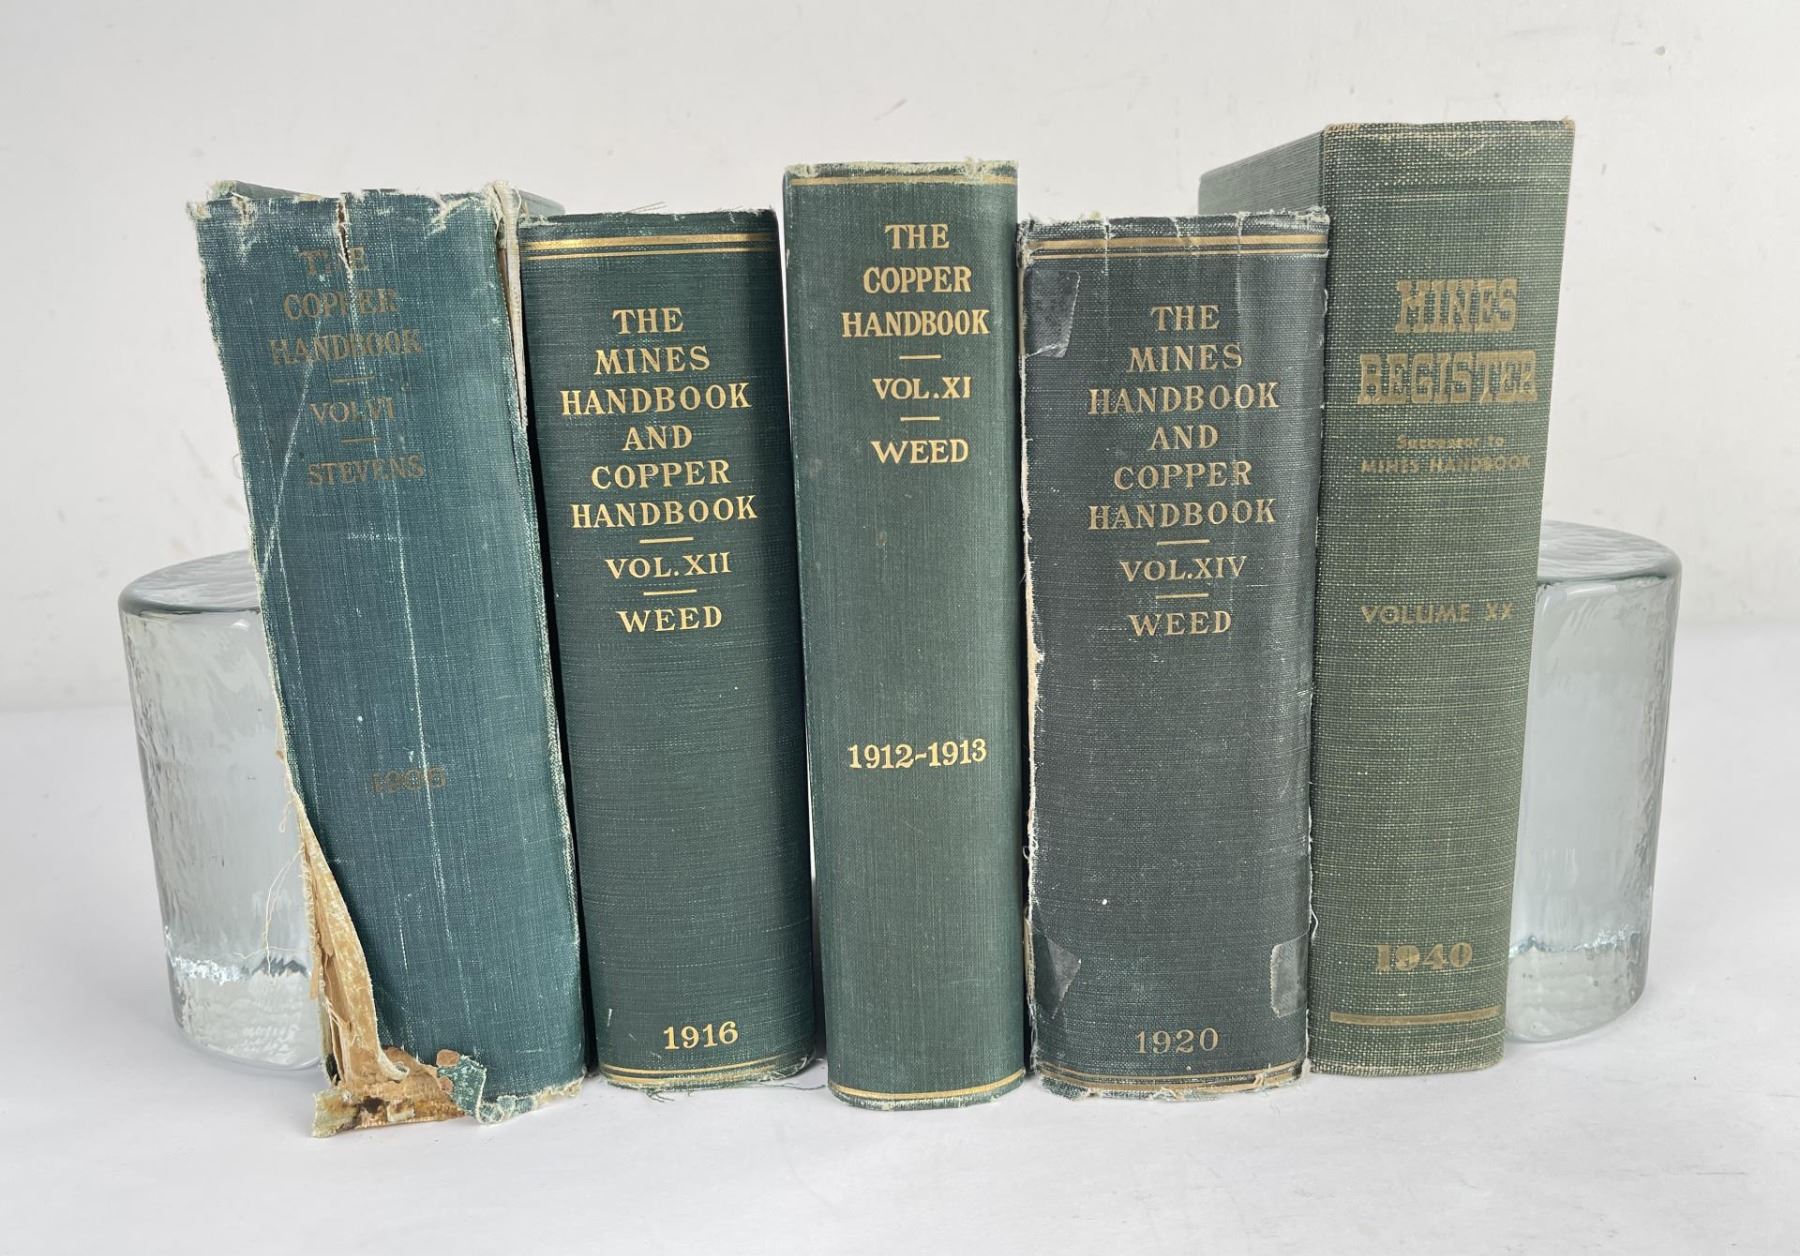 THE
COPPER
HANDBOOK
VOL.VI
STEVENS
1906
THE
MINES
HANDBOOK
AND
COPPER
HANDBOOK
VOL.XII
WEED
1916
THE
COPPER
HANDBOOK
VOL.XI
WEED
1912-1913
THE
MINES
HANDBOOK
AND
COPPER
HANDBOOK
VOL.XIV
WEED
1920
MINES
REGISTER
Successor to
MINES HANDBOOK
VOLUME XX
1940